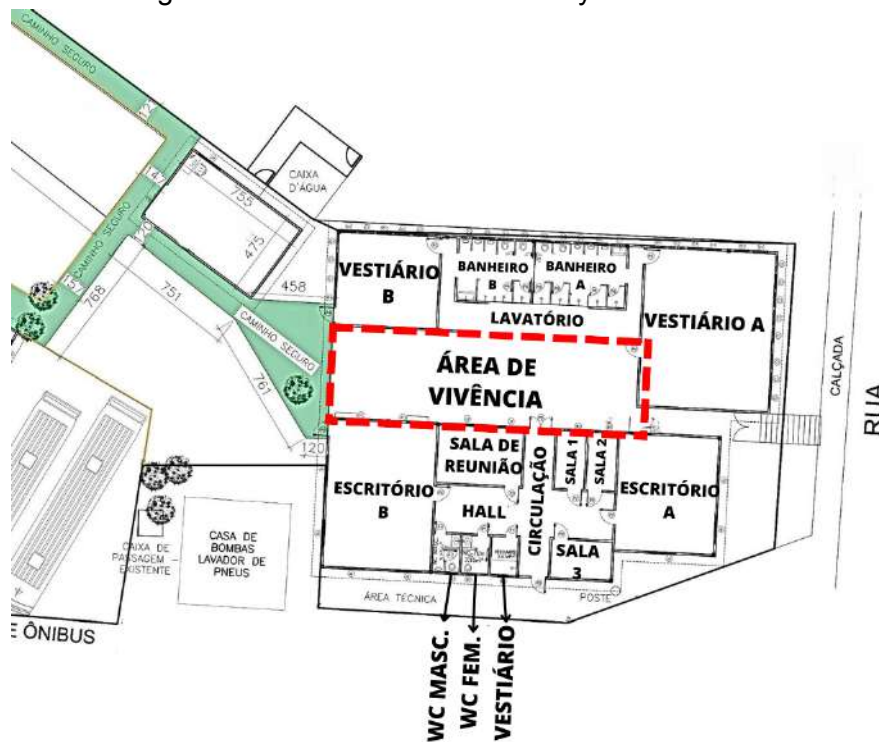 CAMINHO SEGURO
147
CAIXA
D'ÁGUA
755
475
CAMINHO SEGURO
157
768
751
458
CAMINHO SEGURO
761
120
VESTIÁRIO
B
BANHEIRO
B
BANHEIRO
A
LAVATÓRIO
VESTIÁRIO A
ÁREA DE
VIVÊNCIA
CALÇADA
RUA
SALA DE
REUNIÃO
CIRCULAÇÃO
SALA 1
SALA 2
ESCRITÓRIO
B
ESCRITÓRIO
A
HALL
SALA
3
CASA DE
BOMBAS
LAVADOR DE
PNEUS
CAIXA DE
PASSAGEM -
EXISTENTE
ÁREA TÉCNICA
POSTE
E ÔNIBUS
WC MASC.
WC FEM.
VESTIÁRIO